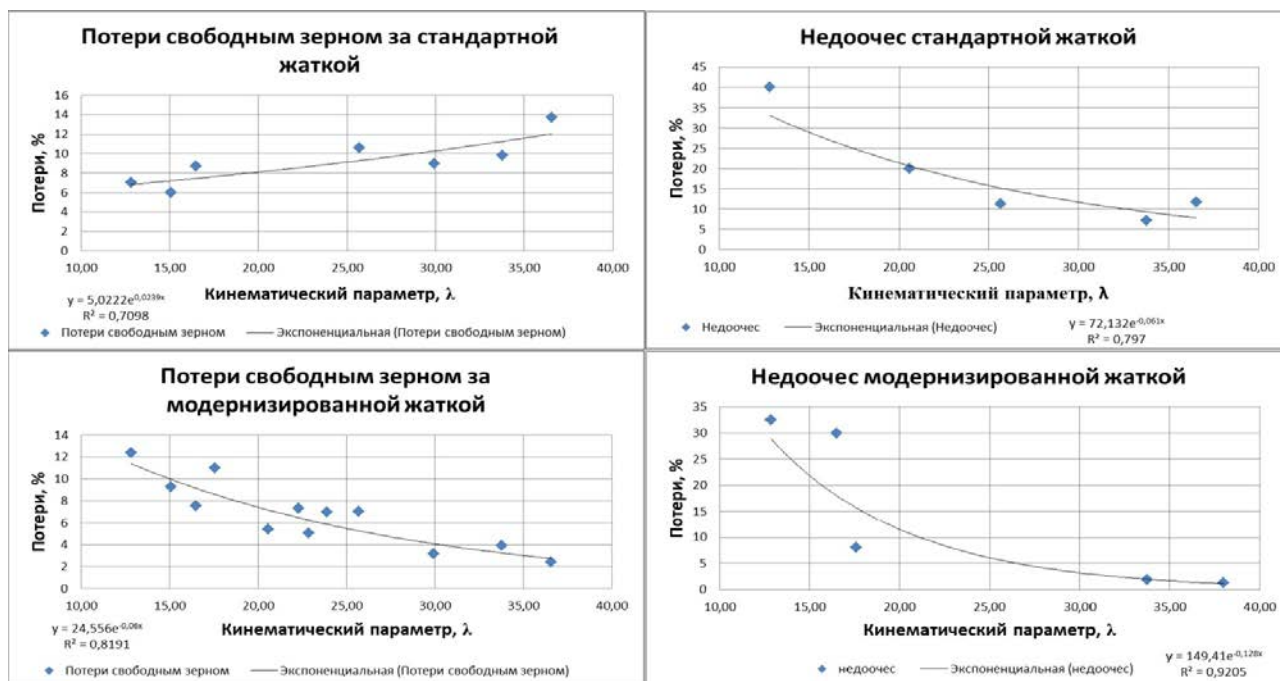 Потери свободным зерном за стандартной
жаткой
16
14
12
10
8
6
4
2
0
Потери, %
10,00 15,00 20,00 25,00 30,00 35,00 40,00
Кинематический параметр, λ
y = 5,0222e^0,0239x
R² = 0,7098
Потери свободным зерном Экспоненциальная (Потери свободным зерном)
Недоочес стандартной жаткой
45
40
35
30
25
20
15
10
5
0
Потери, %
10,00 15,00 20,00 25,00 30,00 35,00 40,00
Кинематический параметр, λ
Недоочес Экспоненциальная (Недоочес)
y = 72,132e^-0,061x
R² = 0,797
Потери свободным зерном за
модернизированной жаткой
14
12
10
8
6
4
2
0
Потери, %
10,00 15,00 20,00 25,00 30,00 35,00 40,00
Кинематический параметр, λ
y = 24,556e^-0,06x
R² = 0,8191
Потери свободным зерном Экспоненциальная (Потери свободным зерном)
Недоочес модернизированной жаткой
35
30
25
20
15
10
5
0
Потери, %
10,00 15,00 20,00 25,00 30,00 35,00 40,00
Кинематический параметр, λ
недоочес Экспоненциальная (недоочес)
y = 149,41e^-0,128x
R² = 0,9205